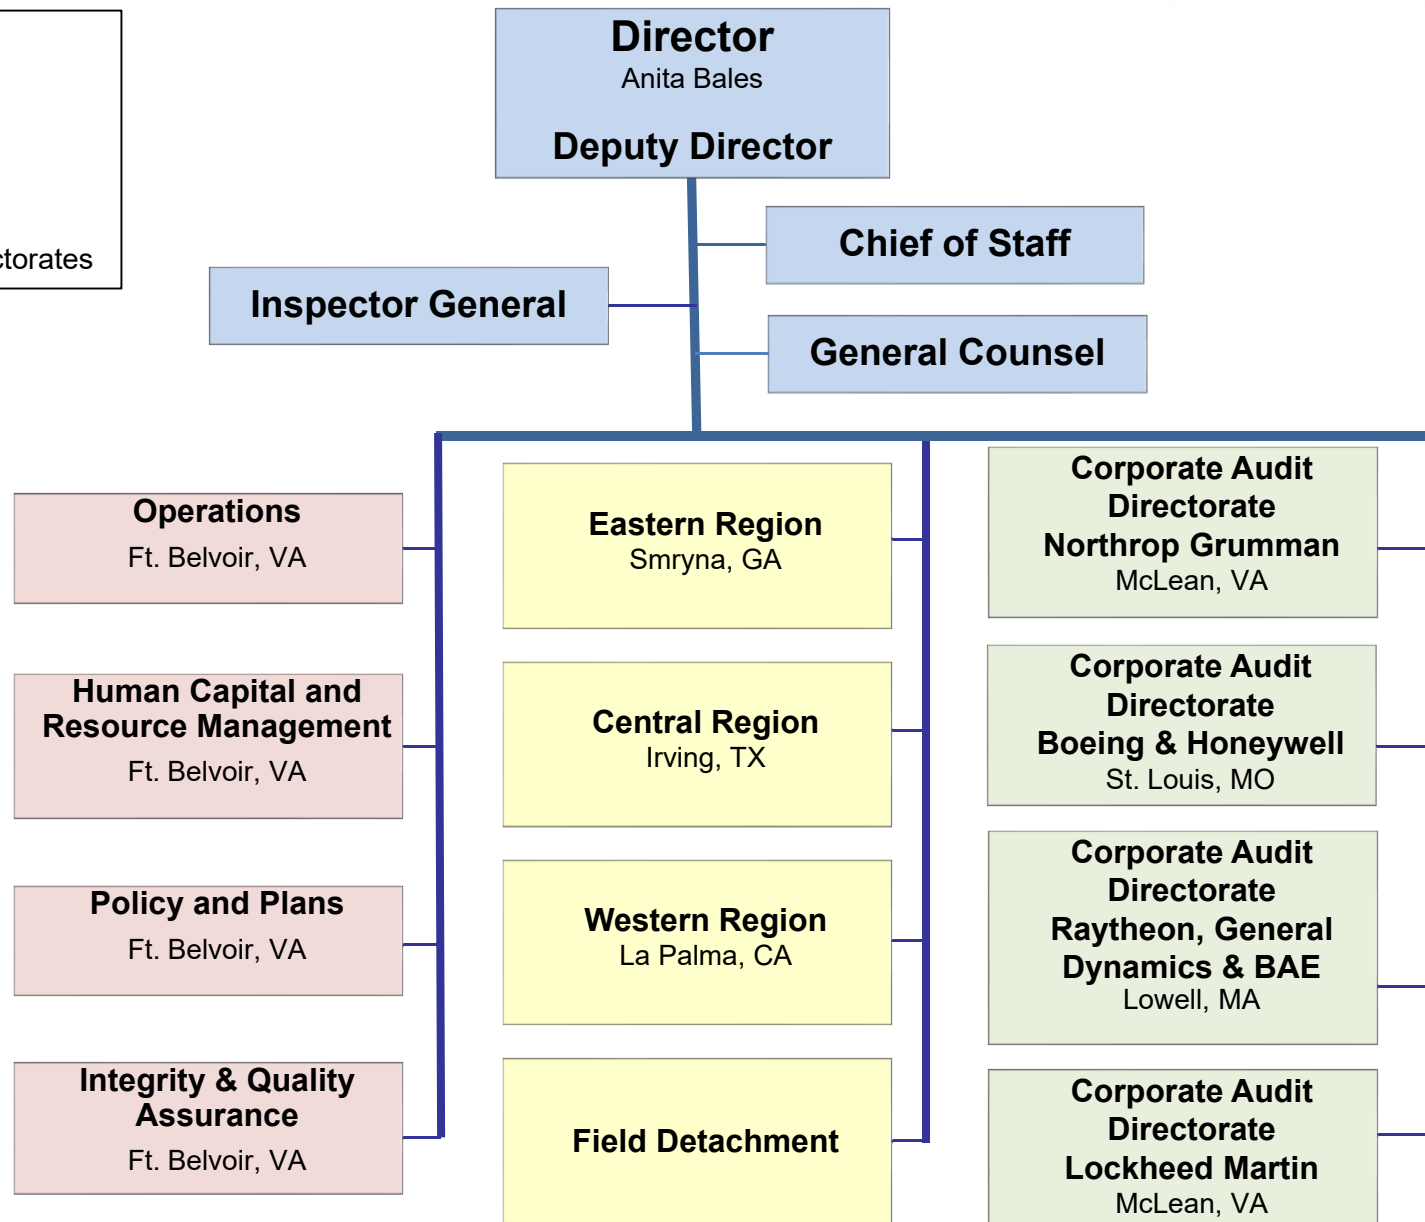 Director
Anita Bales
Deputy Director
Chief of Staff
ctorates
Inspector General
General Counsel
Operations
Ft. Belvoir, VA
Human Capital and
Resource Management
Ft. Belvoir, VA
Policy and Plans
Ft. Belvoir, VA
Integrity & Quality
Assurance
Ft. Belvoir, VA
Eastern Region
Smryna, GA
Central Region
Irving, TX
Western Region
La Palma, CA
Field Detachment
Corporate Audit
Directorate
Northrop Grumman
McLean, VA
Corporate Audit
Directorate
Boeing & Honeywell
St. Louis, MO
Corporate Audit
Directorate
Raytheon, General
Dynamics & BAE
Lowell, MA
Corporate Audit
Directorate
Lockheed Martin
McLean, VA